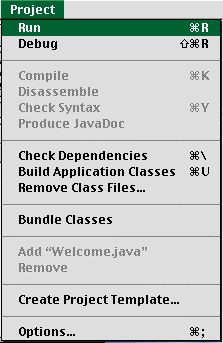 Project
Run ⌘R
Debug ⇧⌘R
Compile ⌘K
Disassemble
Check Syntax ⌘Y
Produce JavaDoc
Check Dependencies ⌘\
Build Application Classes ⌘U
Remove Class Files...
Bundle Classes
Add “Welcome.java”
Remove
Create Project Template...
Options... ⌘;